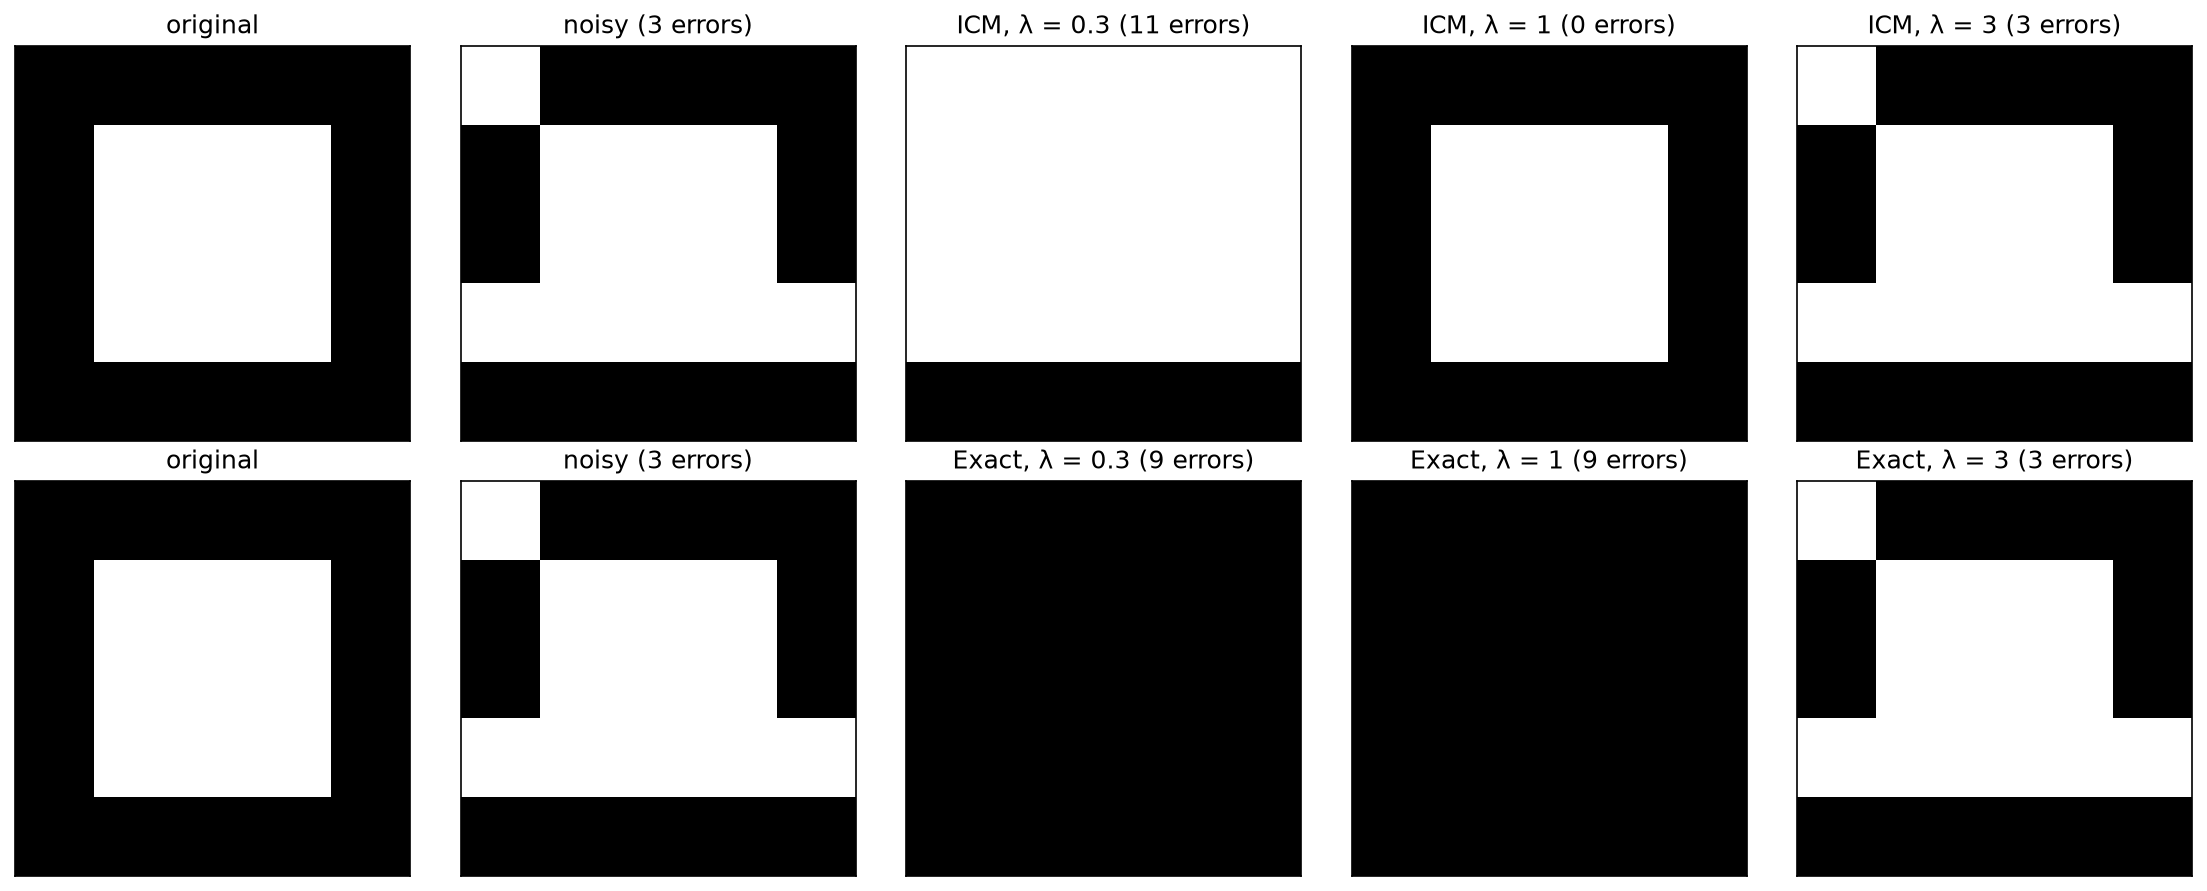 original
noisy (3 errors)
ICM, λ = 0.3 (11 errors)
ICM, λ = 1 (0 errors)
ICM, λ = 3 (3 errors)
original
noisy (3 errors)
Exact, λ = 0.3 (9 errors)
Exact, λ = 1 (9 errors)
Exact, λ = 3 (3 errors)